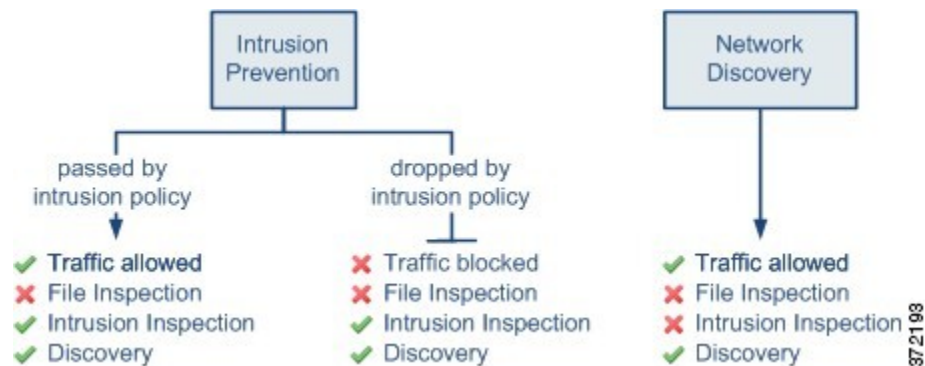 Intrusion
Prevention
Network
Discovery
passed by
intrusion policy
dropped by
intrusion policy
Traffic allowed
File Inspection
Intrusion Inspection
Discovery
Traffic blocked
File Inspection
Intrusion Inspection
Discovery
Traffic allowed
File Inspection
Intrusion Inspection
Discovery
372193